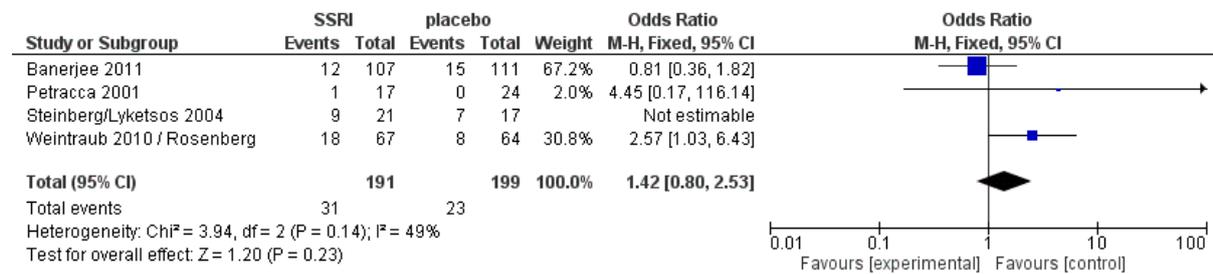 SSRI placebo Odds Ratio Odds Ratio
Study or Subgroup Events Total Events Total Weight M-H, Fixed, 95% CI M-H, Fixed, 95% CI
Banerjee 2011 12 107 15 111 67.2% 0.81 [0.36, 1.82]
Petracca 2001 1 17 0 24 2.0% 4.45 [0.17, 116.14]
Steinberg/Lyketsos 2004 9 21 7 17 Not estimable
Weintraub 2010 / Rosenberg 18 67 8 64 30.8% 2.57 [1.03, 6.43]
Total (95% CI) 191 199 100.0% 1.42 [0.80, 2.53]
Total events 31 23
Heterogeneity: Chi² = 3.94, df = 2 (P = 0.14); I² = 49%
Test for overall effect: Z = 1.20 (P = 0.23)
0.01 0.1 1 10 100
Favours [experimental] Favours [control]